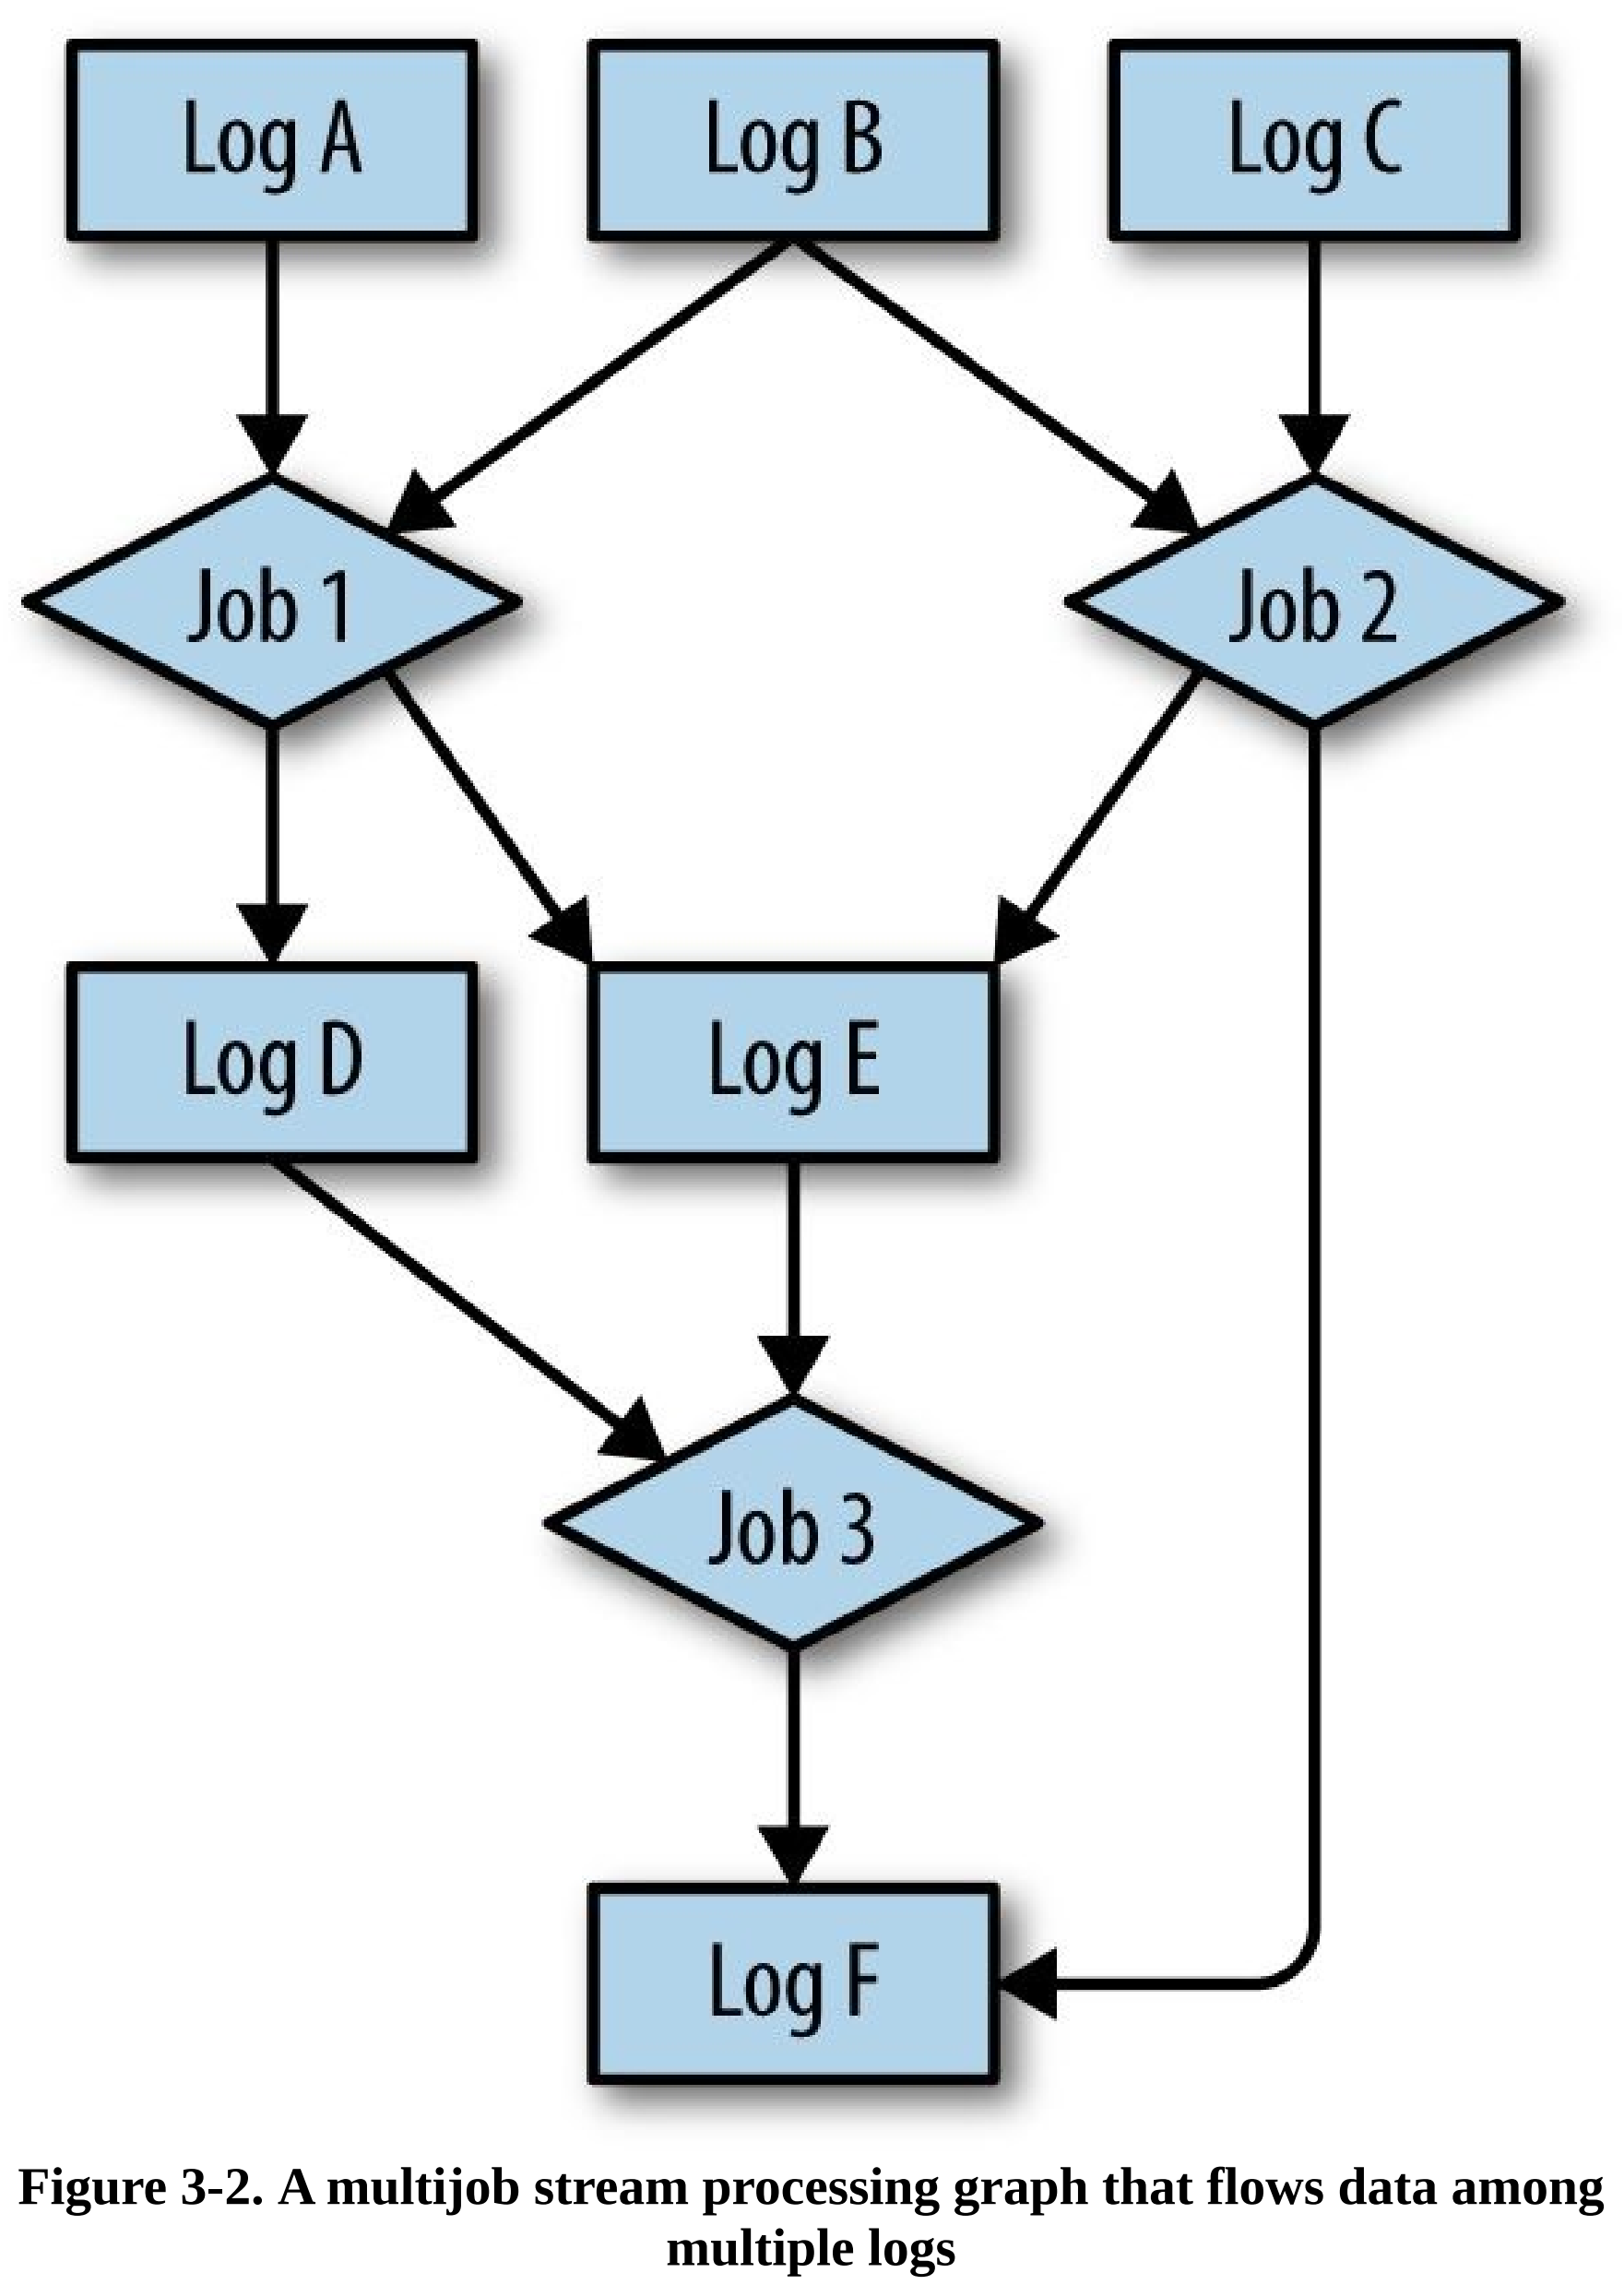 Log A
Log B
Log C
Job 1
Job 2
Log D
Log E
Job 3
Log F
Figure 3-2. A multijob stream processing graph that flows data among
multiple logs